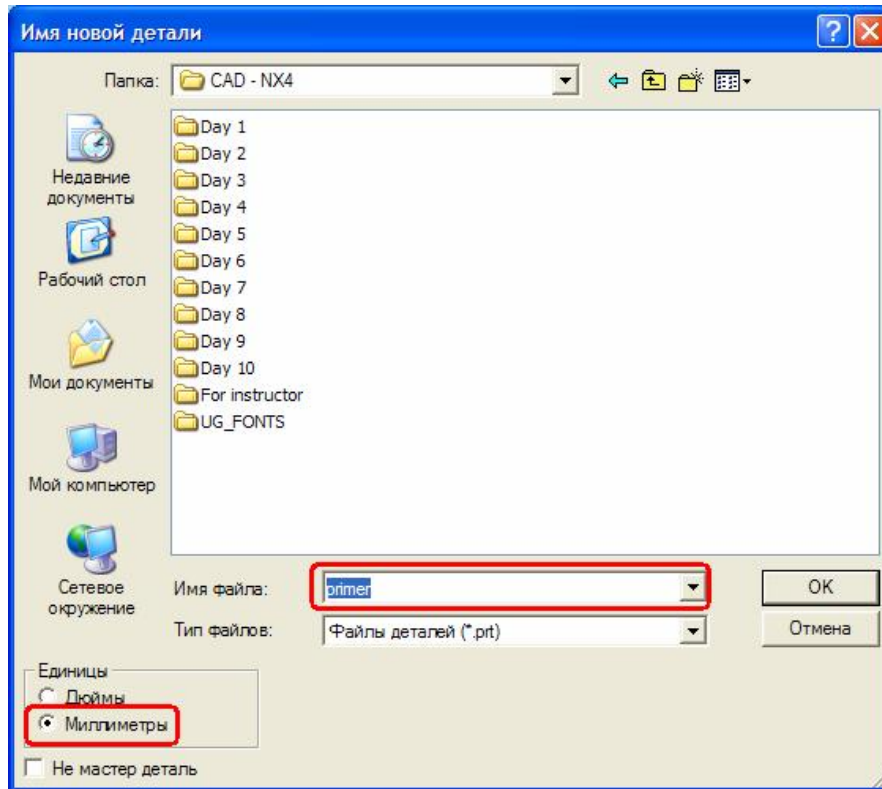 Имя новой детали
Папка: CAD - NX4
Недавние
документы
Рабочий стол
Мои документы
Мой компьютер
Сетевое
окружение
Day 1
Day 2
Day 3
Day 4
Day 5
Day 6
Day 7
Day 8
Day 9
Day 10
For instructor
UG_FONTS
Имя файла: primer OK
Тип файлов: Файлы деталей (*.prt) Отмена
Единицы
Дюймы
Миллиметры
Не мастер деталь